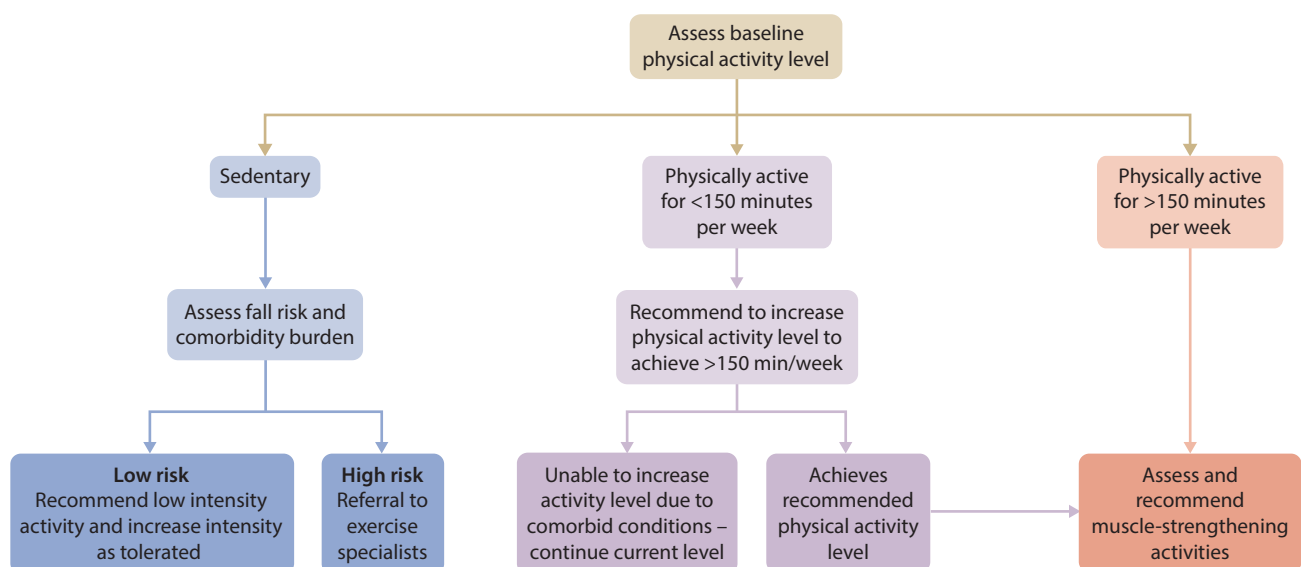 Assess baseline
physical activity level
Sedentary
Physically active
for <150 minutes
per week
Physically active
for >150 minutes
per week
Assess fall risk and
comorbidity burden
Recommend to increase
physical activity level to
achieve >150 min/week
Low risk
Recommend low intensity
activity and increase intensity
as tolerated
High risk
Referral to
exercise
specialists
Unable to increase
activity level due to
comorbid conditions –
continue current level
Achieves
recommended
physical activity
level
Assess and
recommend
muscle-strengthening
activities